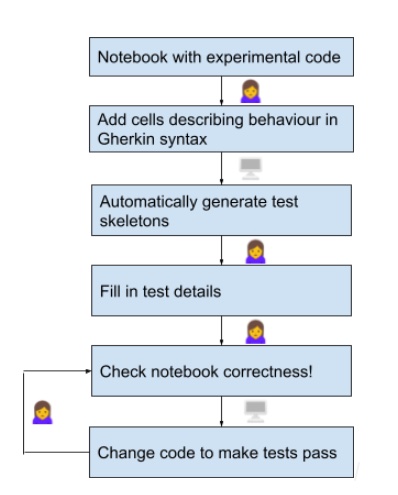 Notebook with experimental code
Add cells describing behaviour in
Gherkin syntax
Automatically generate test
skeletons
Fill in test details
Check notebook correctness!
Change code to make tests pass